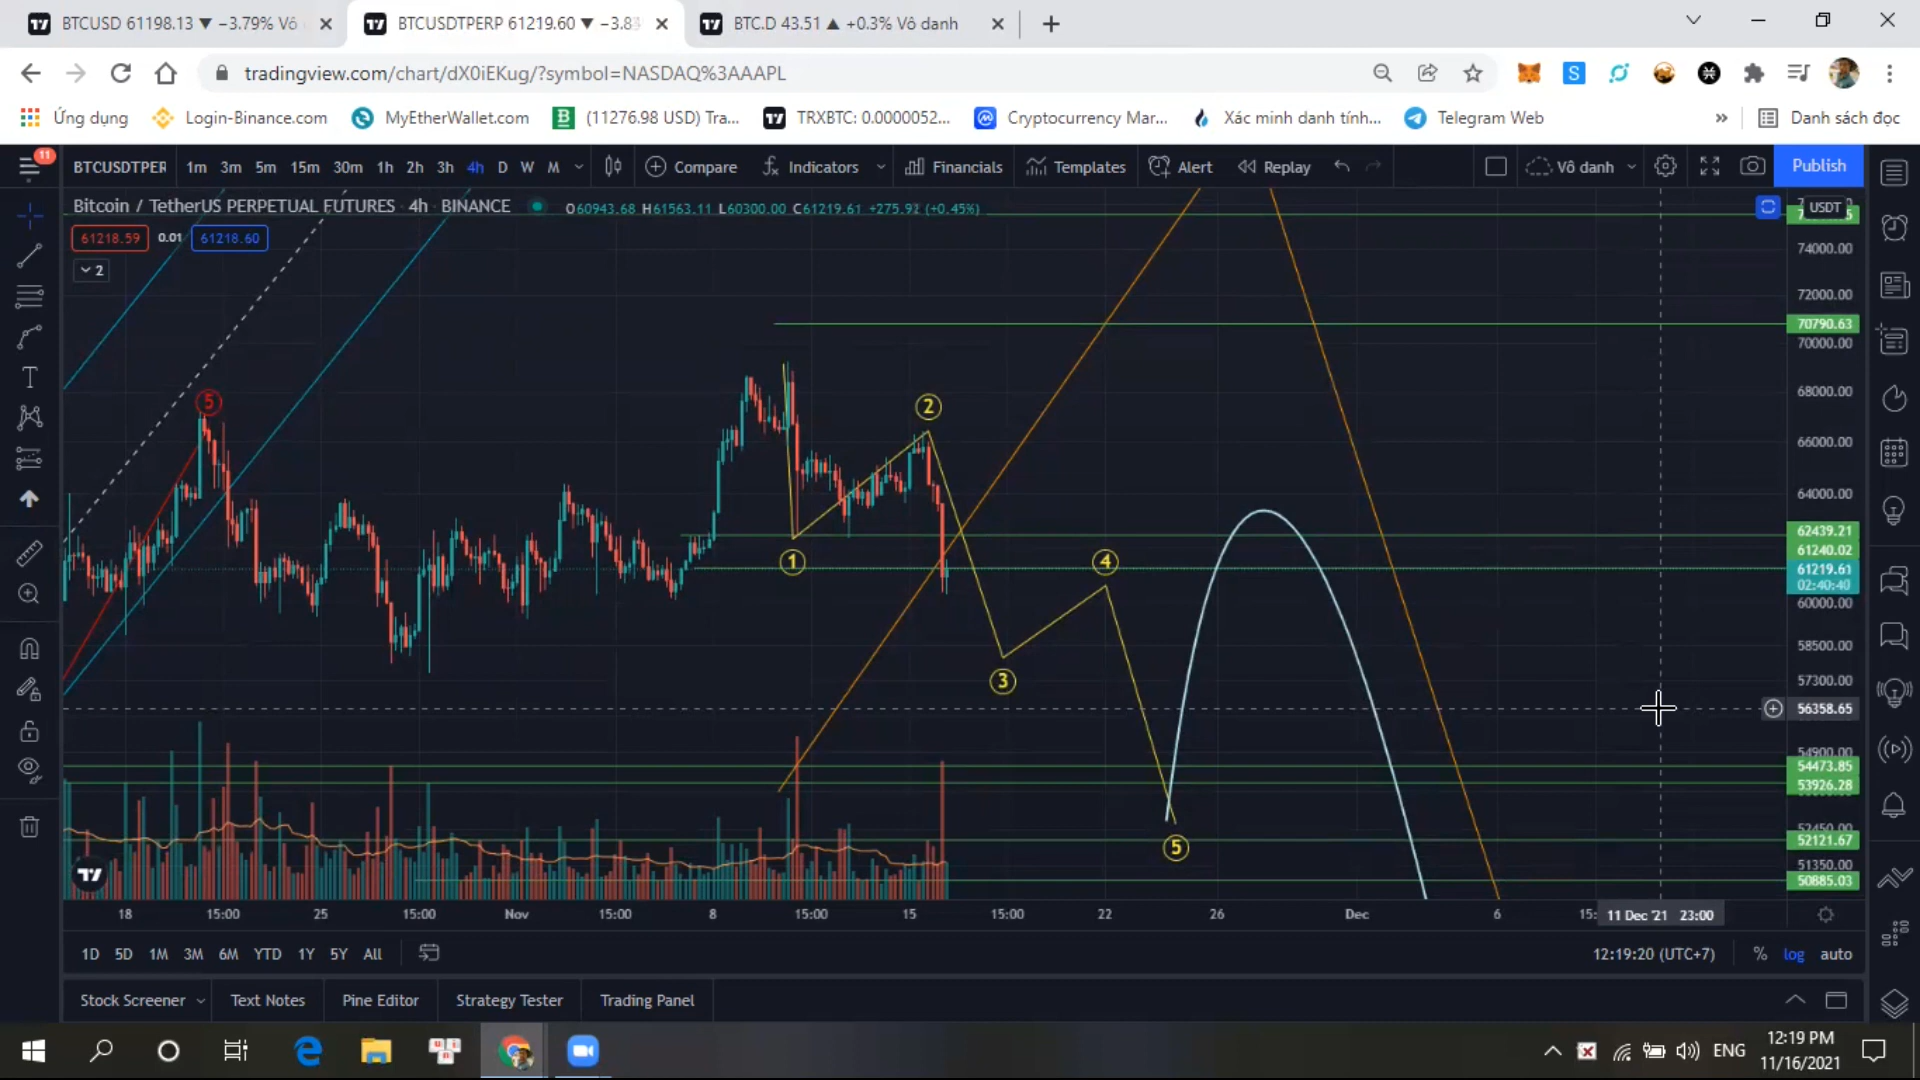 BTCUSD 61198.13 ▼ −3.79% Vô
BTCUSDTPERP 61219.60 ▼ −3.8
BTC.D 43.51 ▲ +0.3% Vô danh
tradingview.com/chart/dX0iEKug/?symbol=NASDAQ%3AAAPL
Ứng dụng
Login-Binance.com
MyEtherWallet.com
(11276.98 USD) Tra...
TRXBTC: 0.0000052...
Cryptocurrency Mar...
Xác minh danh tính...
Telegram Web
»
Danh sách đọc
11
BTCUSDTPER 1m 3m 5m 15m 30m 1h 2h 3h 4h D W M
Compare
Indicators
Financials
Templates
Alert
Replay
Vô danh
Publish
Bitcoin / TetherUS PERPETUAL FUTURES · 4h · BINANCE
O60943.68 H61563.11 L60300.00 C61219.61 +275.92 (+0.45%)
USDT
61218.59 0.01 61218.60
2
74000.00
72000.00
70790.63
70000.00
68000.00
66000.00
64000.00
62439.21
61240.02
61219.61
02:40:40
60000.00
58500.00
57300.00
56358.65
54900.00
54473.85
53926.28
52450.00
52121.67
51350.00
50885.03
5
2
1
4
3
5
18 15:00 25 15:00 Nov 15:00 8 15:00 15 15:00 22 26 Dec 6 15: 11 Dec '21 23:00
1D 5D 1M 3M 6M YTD 1Y 5Y All
12:19:20 (UTC+7) % log auto
Stock Screener Text Notes Pine Editor Strategy Tester Trading Panel
ENG
12:19 PM
11/16/2021